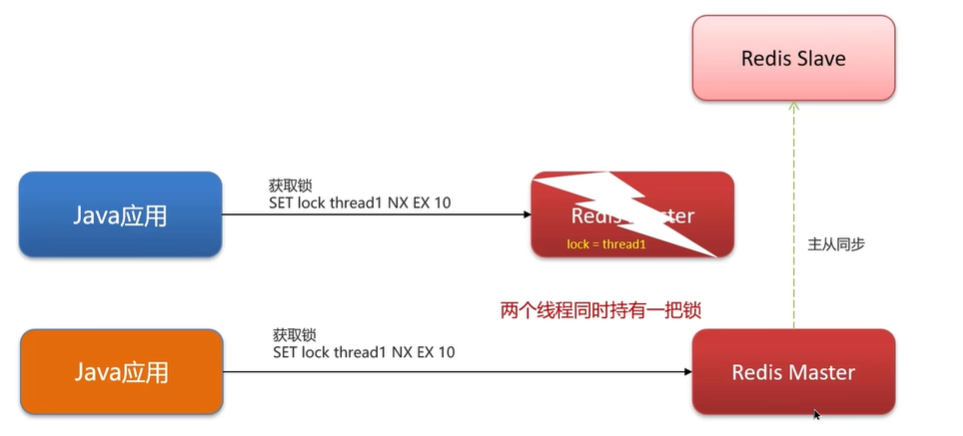 Redis Slave
获取锁
SET lock thread1 NX EX 10
Java应用
Redis Master
lock = thread1
主从同步
两个线程同时持有一把锁
获取锁
SET lock thread1 NX EX 10
Java应用
Redis Master